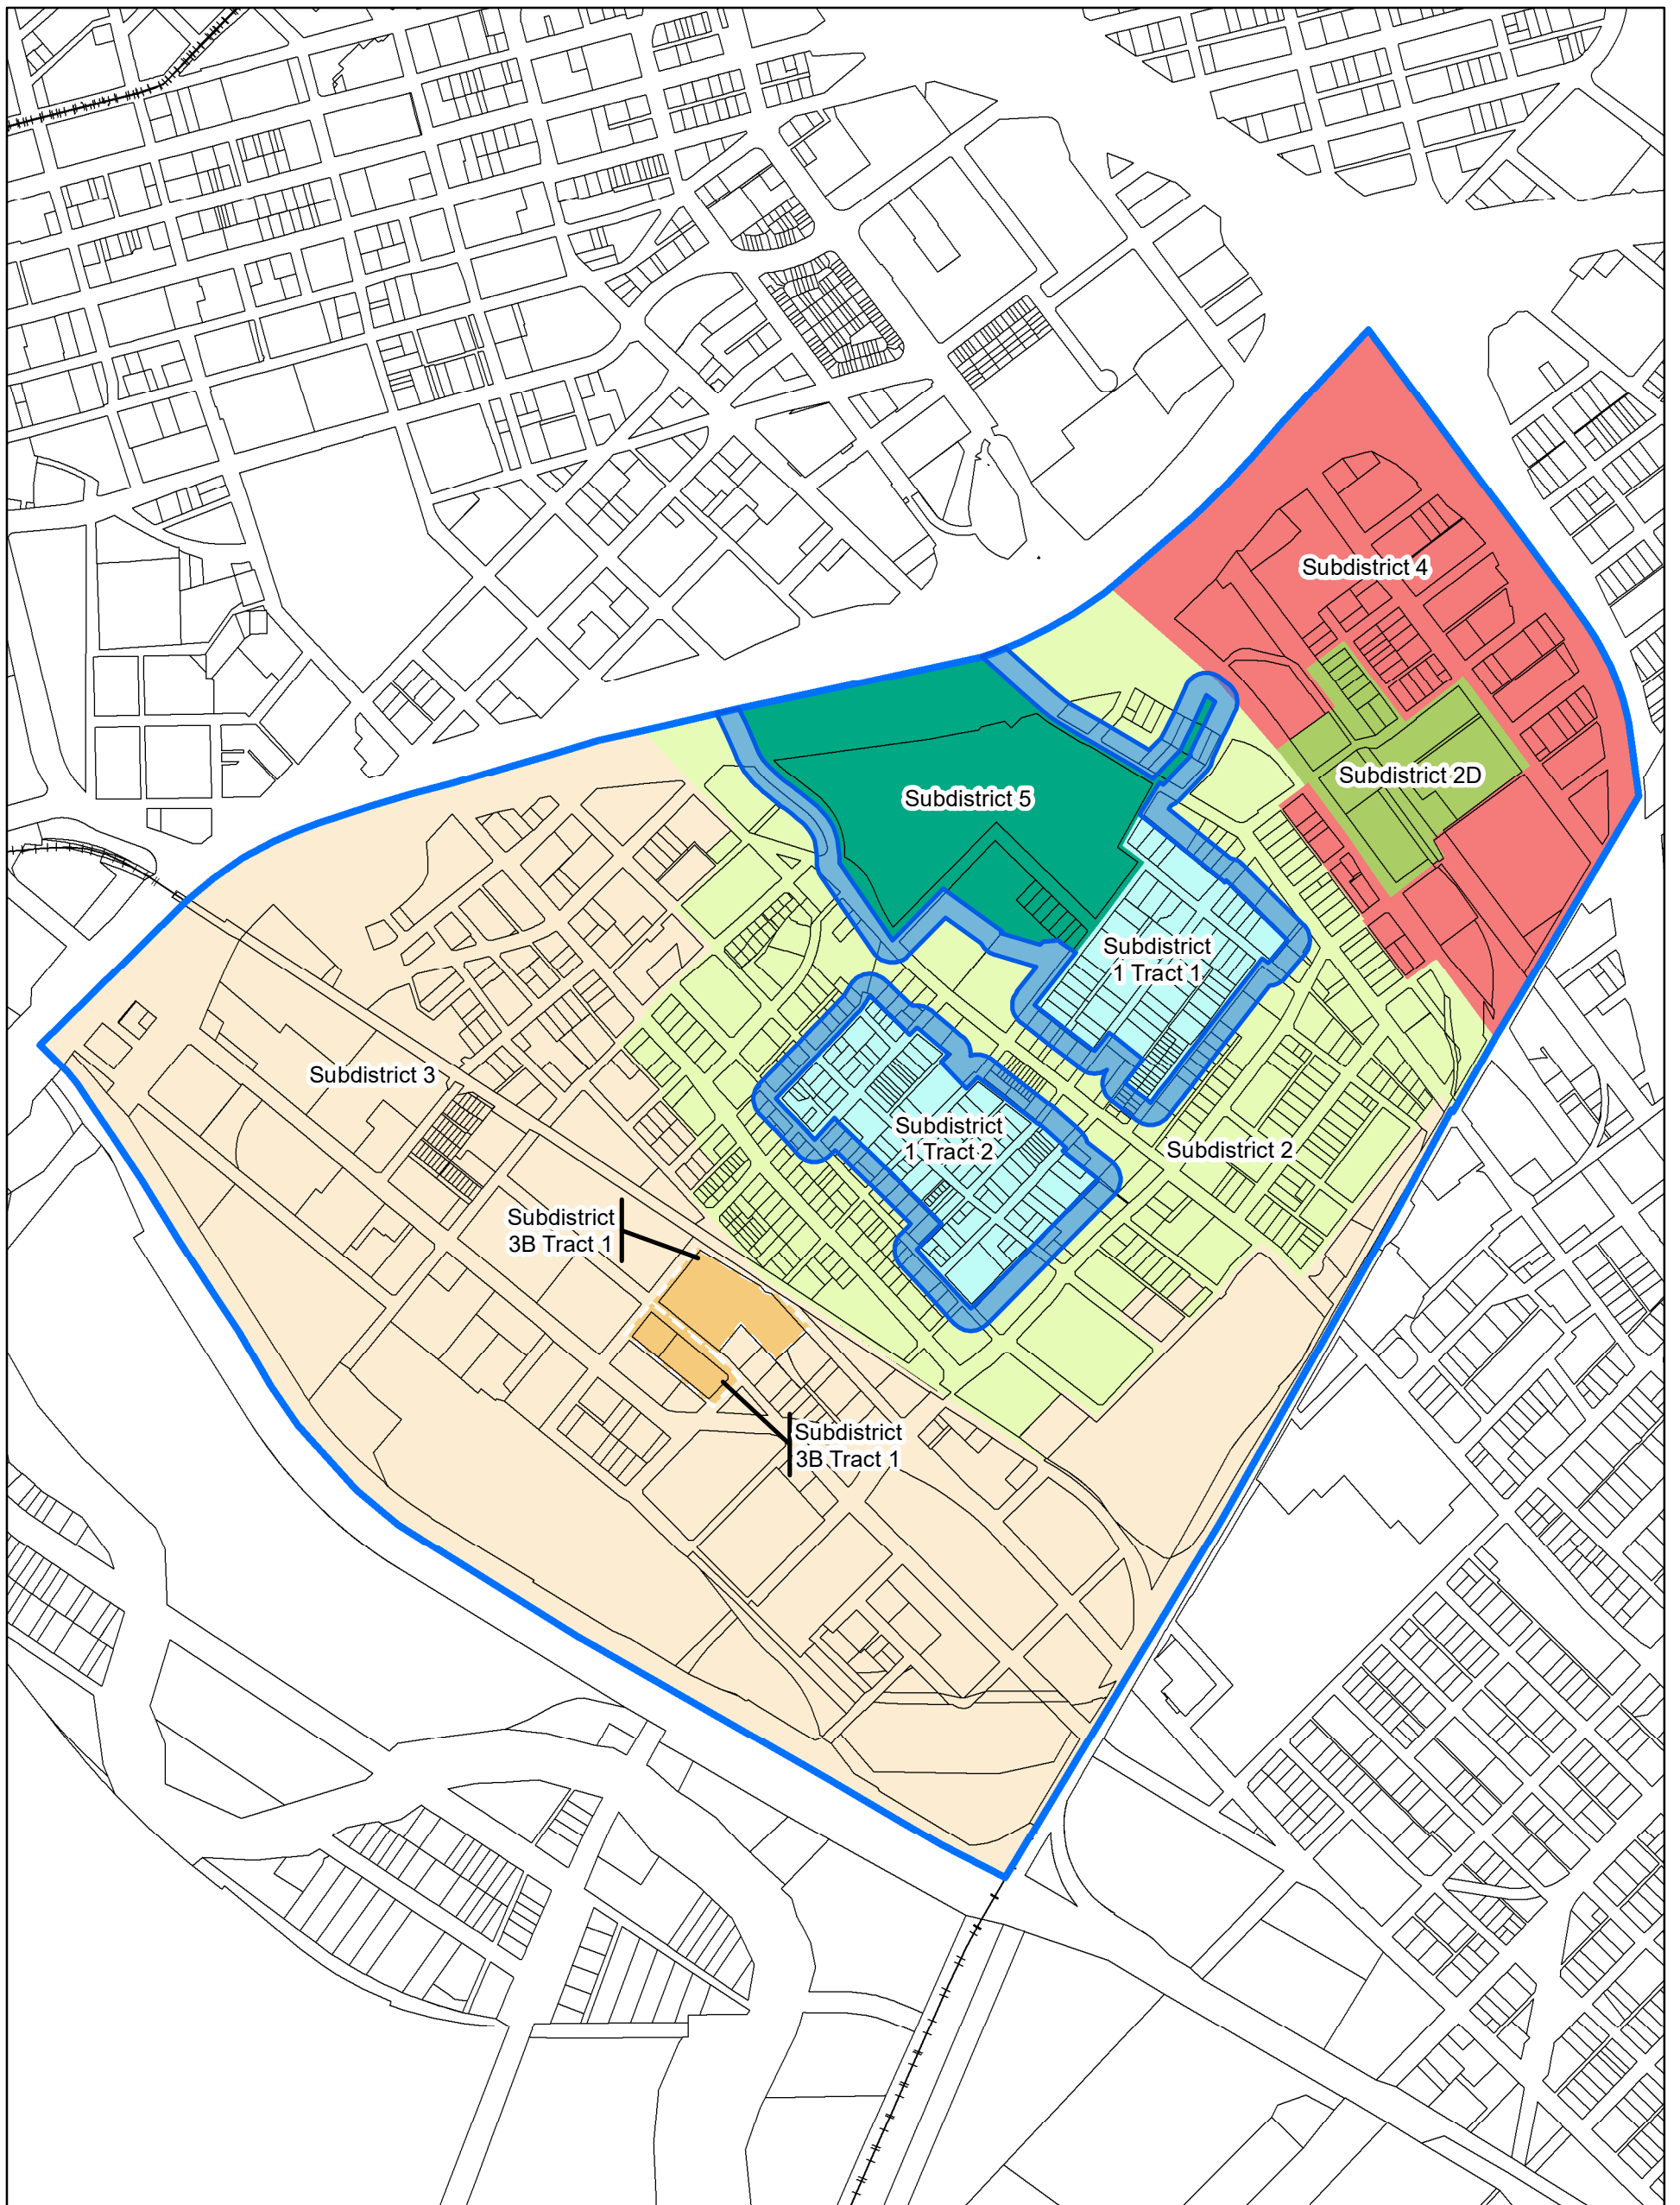 Subdistrict 4
Subdistrict 2D
Subdistrict 5
Subdistrict
1 Tract 1
Subdistrict 3
Subdistrict
1 Tract 2
Subdistrict 2
Subdistrict
3B Tract 1
Subdistrict
3B Tract 1